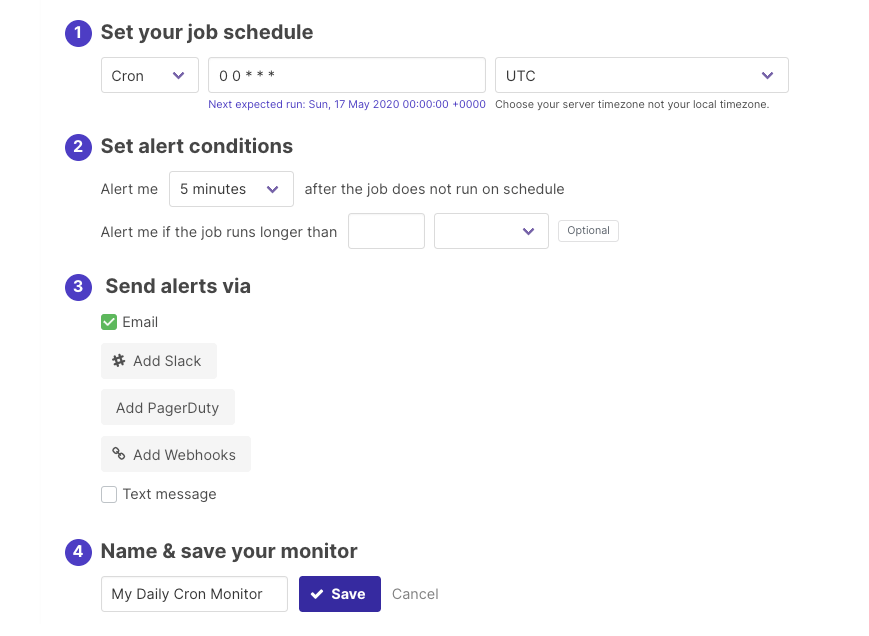 1 Set your job schedule
Cron 0 0 * * * UTC
Next expected run: Sun, 17 May 2020 00:00:00 +0000 Choose your server timezone not your local timezone.
2 Set alert conditions
Alert me 5 minutes after the job does not run on schedule
Alert me if the job runs longer than Optional
3 Send alerts via
Email
Add Slack
Add PagerDuty
Add Webhooks
Text message
4 Name & save your monitor
My Daily Cron Monitor Save Cancel